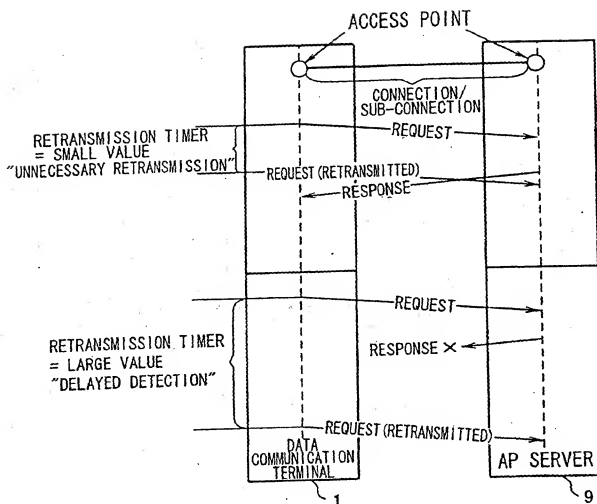 ACCESS POINT
CONNECTION/
SUB-CONNECTION
RETRANSMISSION TIMER
= SMALL VALUE
"UNNECESSARY RETRANSMISSION"
REQUEST
REQUEST (RETRANSMITTED)
RESPONSE
RETRANSMISSION TIMER
= LARGE VALUE
"DELAYED DETECTION"
REQUEST
RESPONSE X
REQUEST (RETRANSMITTED)
DATA
COMMUNICATION
TERMINAL
AP SERVER
1
9